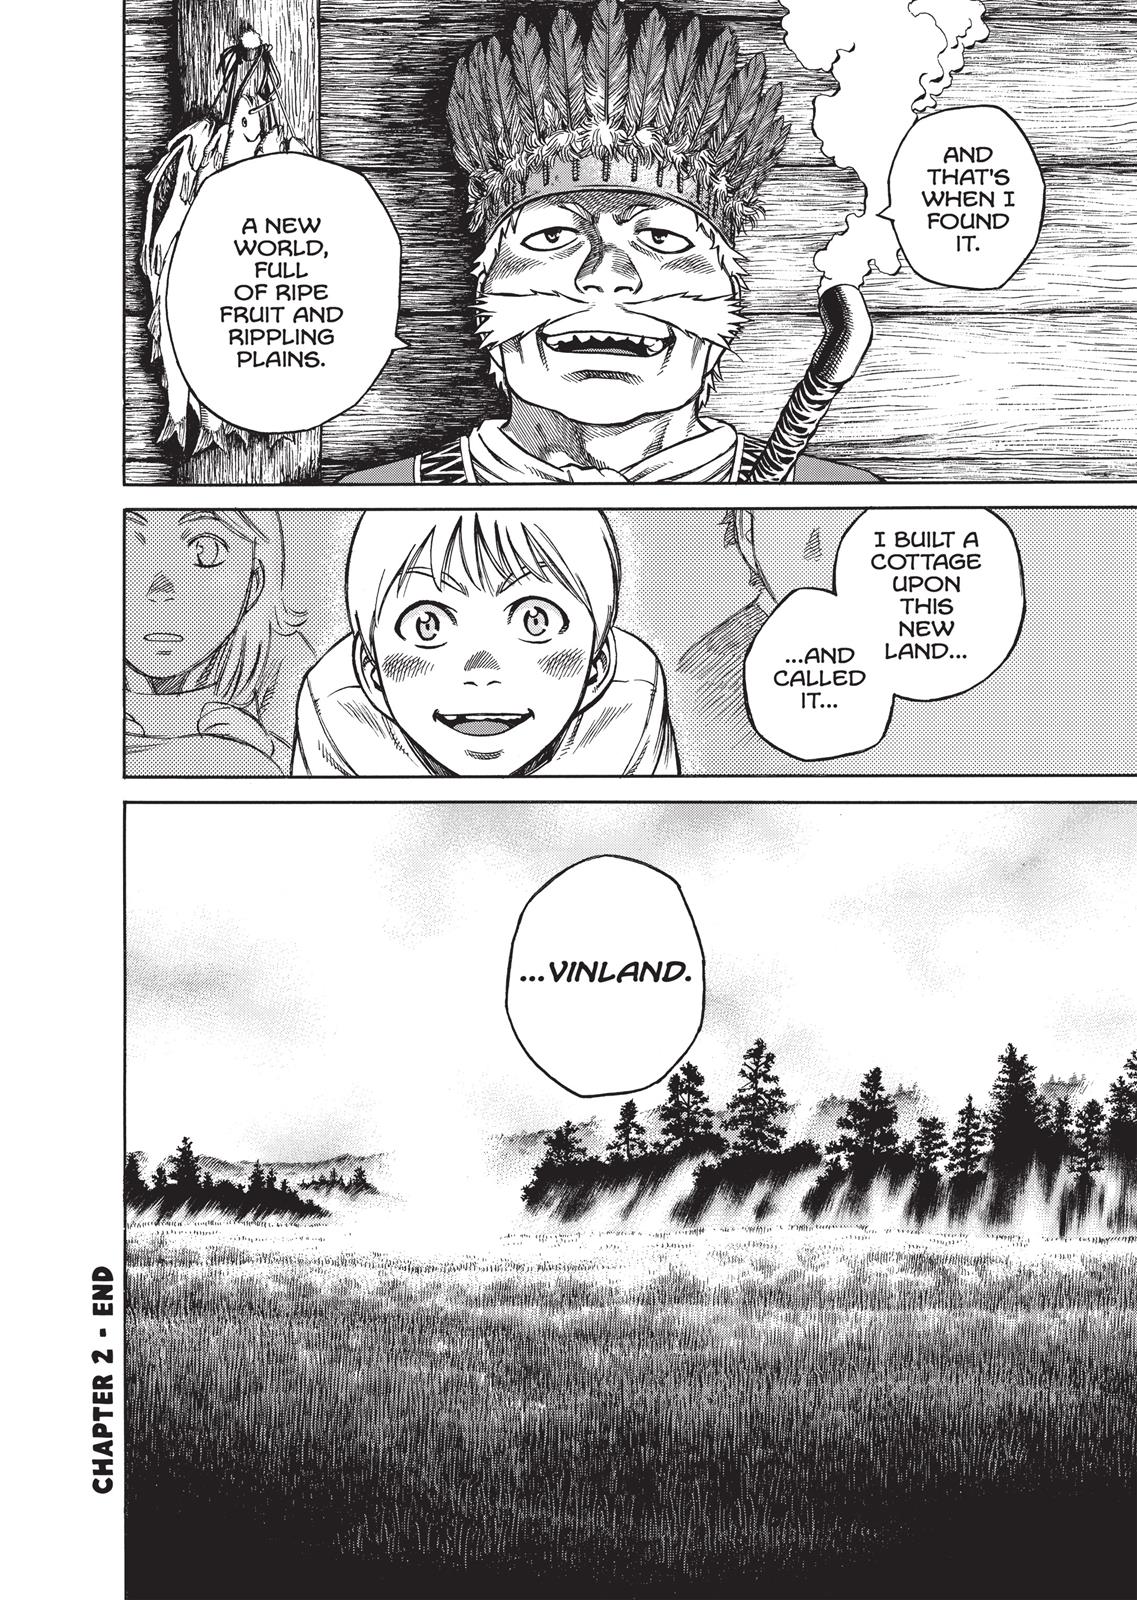 AND
THAT'S
WHEN I
FOUND
IT.
A NEW
WORLD,
FULL
OF RIPE
FRUIT AND
RIPPLING
PLAINS.
I BUILT A
COTTAGE
UPON
THIS
NEW
LAND...
...AND
CALLED
IT...
...VINLAND.
CHAPTER 2 - END